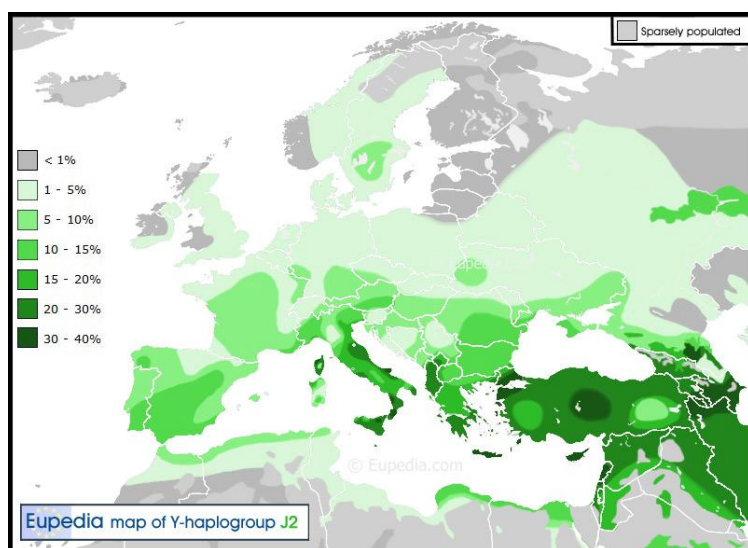 Sparsely populated
< 1%
1 - 5%
5 - 10%
10 - 15%
15 - 20%
20 - 30%
30 - 40%
Eupedia
© Eupedia.com
Eupedia map of Y-haplogroup J2